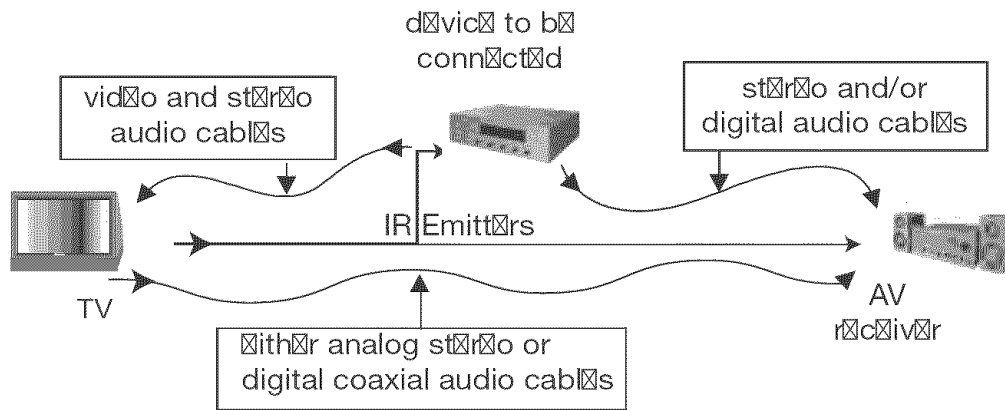 d☒vic☒ to b☒
conn☒ct☒d
vid☒o and st☒r☒o
audio cabl☒s
st☒r☒o and/or
digital audio cabl☒s
IR Emitt☒rs
TV
AV
r☒c☒iv☒r
☒ith☒r analog st☒r☒o or
digital coaxial audio cabl☒s